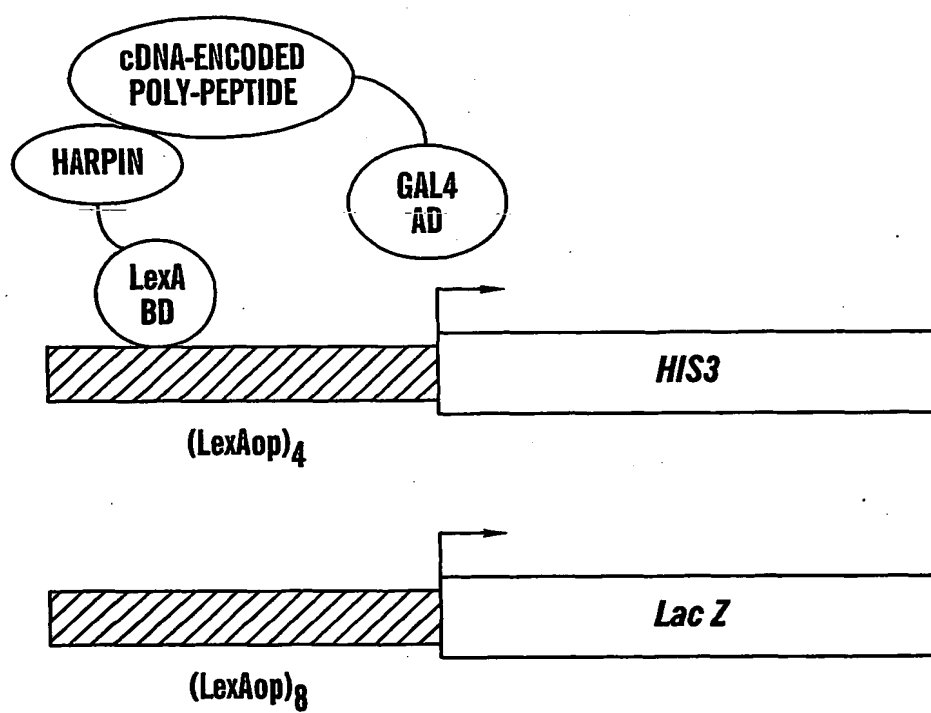 cDNA-ENCODED
POLY-PEPTIDE
HARPIN
GAL4
AD
LexA
BD
HIS3
(LexAop)4
Lac Z
(LexAop)8